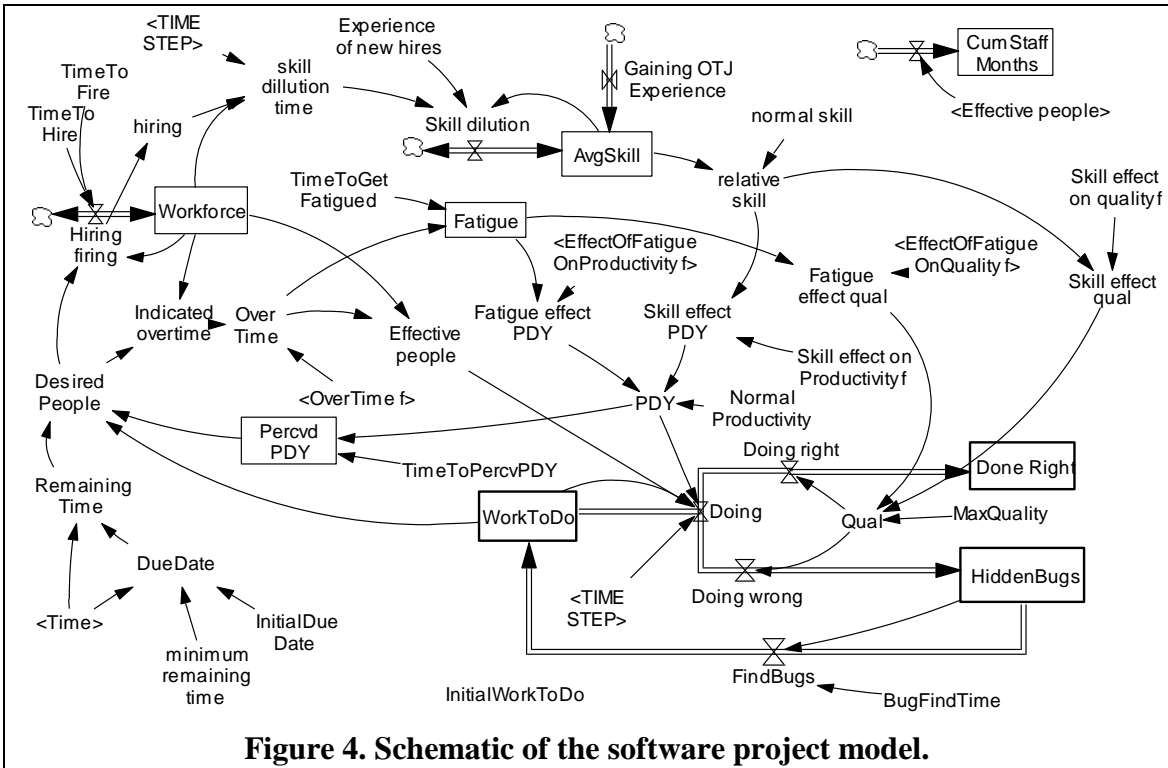 <TIME
STEP>
Experience
of new hires
CumStaff
Months
TimeTo
Fire
skill
dillution
time
Gaining OTJ
Experience
<Effective people>
TimeTo
Hire
hiring
Skill dilution
normal skill
AvgSkill
relative
skill
Skill effect
on quality f
TimeToGet
Fatigued
Workforce
Fatigue
Hiring
firing
<EffectOfFatigue
OnProductivity f>
<EffectOfFatigue
OnQuality f>
Fatigue
effect qual
Skill effect
qual
Indicated
overtime
Over
Time
Effective
people
Fatigue effect
PDY
Skill effect
PDY
Skill effect on
Productivity f
Desired
People
<OverTime f>
PDY
Normal
Productivity
Percvd
PDY
TimeToPercvPDY
Doing right
Done Right
Remaining
Time
WorkToDo
Doing
Qual
MaxQuality
DueDate
HiddenBugs
<Time>
<TIME
STEP>
Doing wrong
InitialDue
Date
minimum
remaining
time
InitialWorkToDo
FindBugs
BugFindTime
Figure 4. Schematic of the software project model.